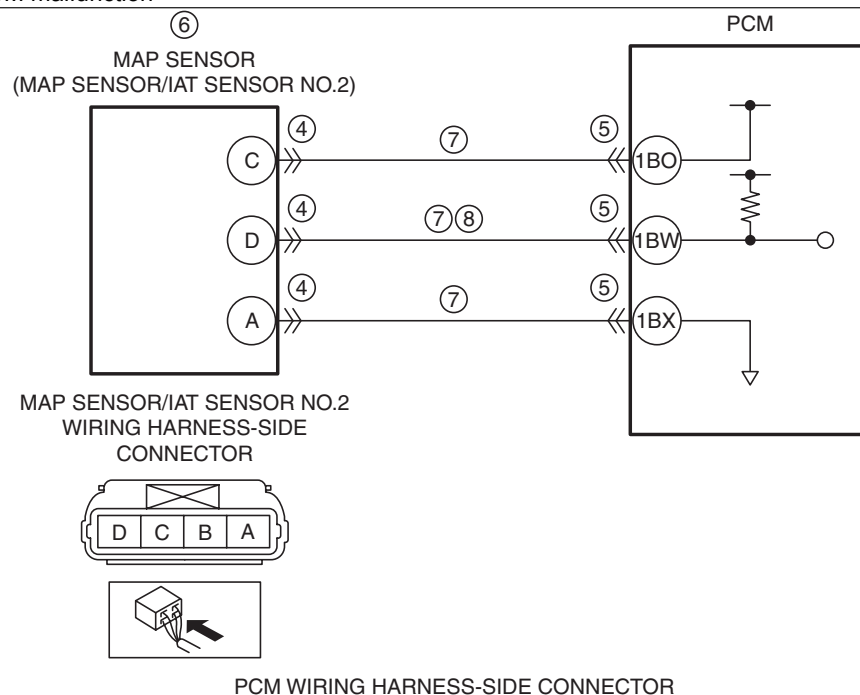 ⑥
MAP SENSOR
(MAP SENSOR/IAT SENSOR NO.2)
PCM
C ④ ⑦ ⑤ 1BO
D ④ ⑦⑧ ⑤ 1BW
A ④ ⑦ ⑤ 1BX
MAP SENSOR/IAT SENSOR NO.2
WIRING HARNESS-SIDE
CONNECTOR
D C B A
PCM WIRING HARNESS-SIDE CONNECTOR